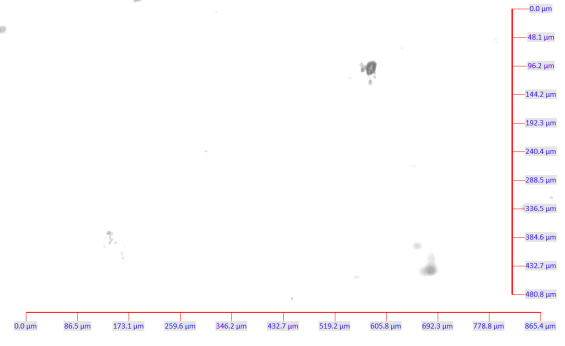 0.0 µm
48.1 µm
96.2 µm
144.2 µm
192.3 µm
240.4 µm
288.5 µm
336.5 µm
384.6 µm
432.7 µm
480.8 µm
0.0 µm 86.5 µm 173.1 µm 259.6 µm 346.2 µm 432.7 µm 519.2 µm 605.8 µm 692.3 µm 778.8 µm 865.4 µm